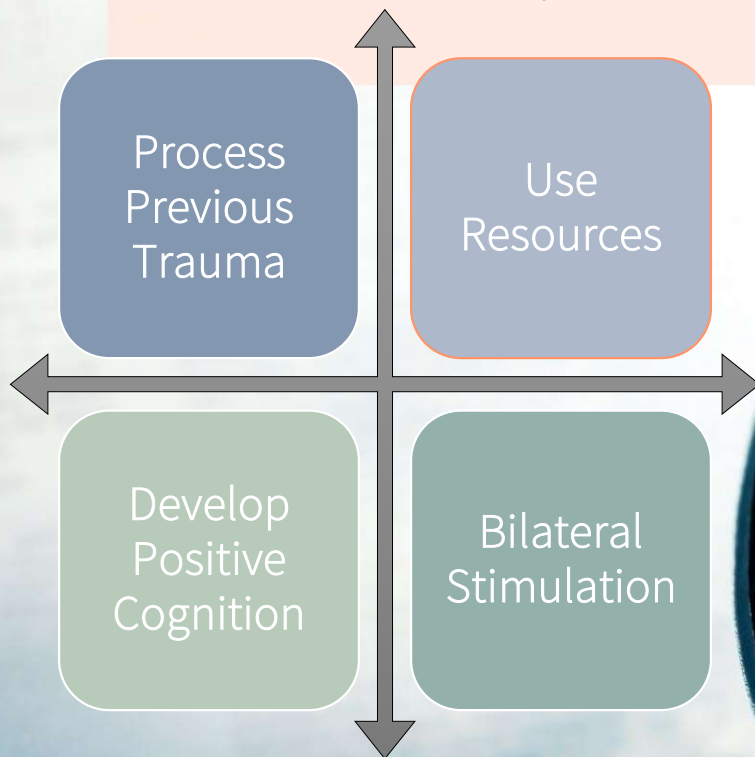 Process
Previous
Trauma
Use
Resources
Develop
Positive
Cognition
Bilateral
Stimulation